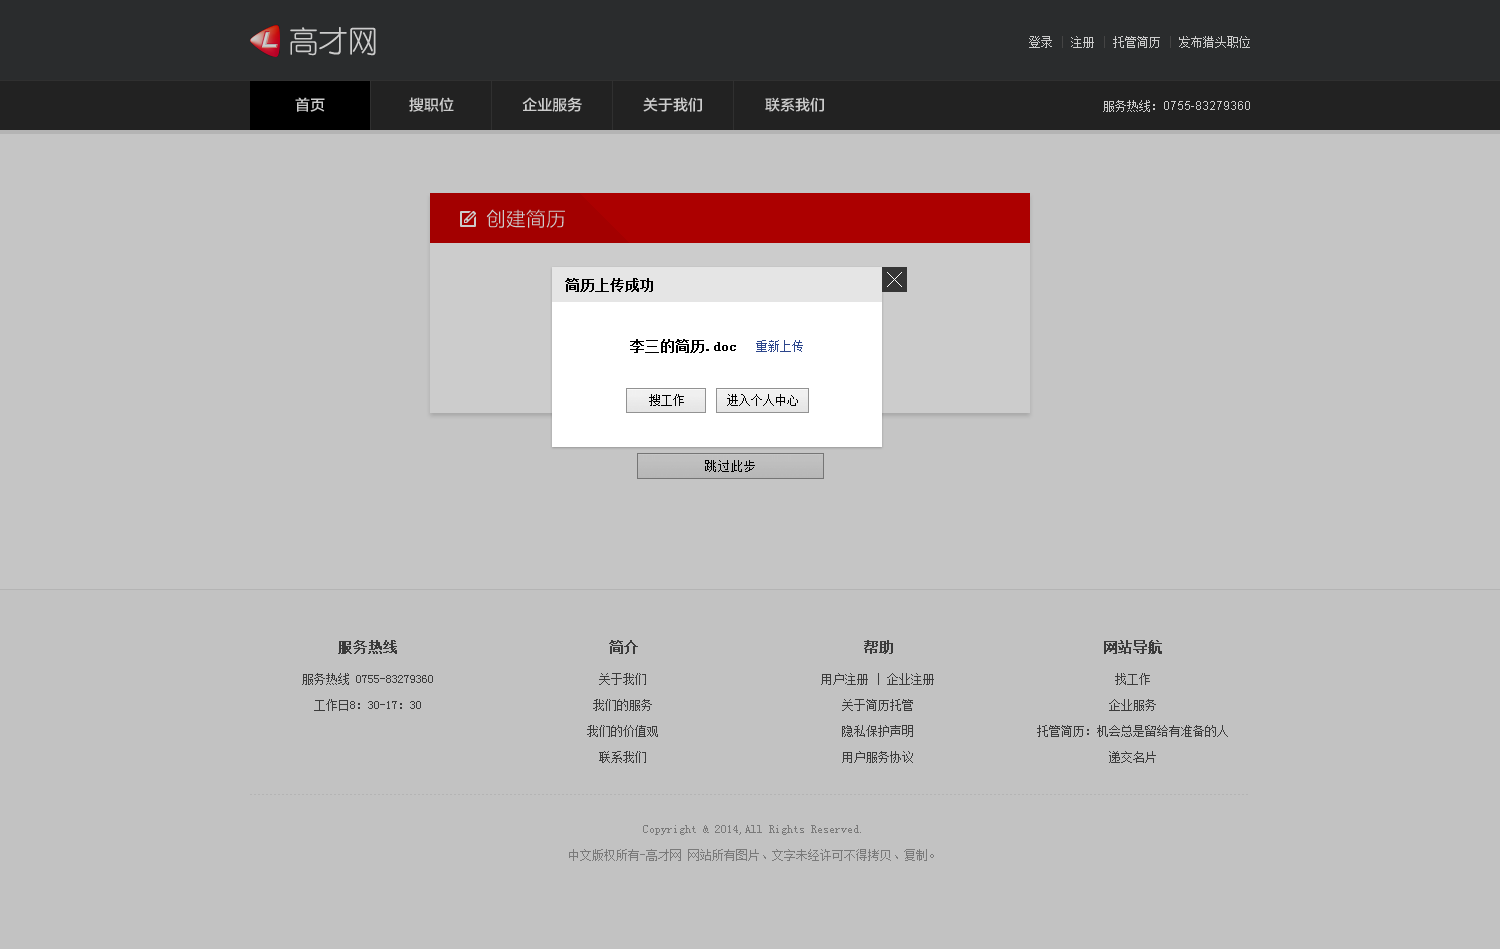 高才网
登录 | 注册 | 托管简历 | 发布猎头职位
首页 搜职位 企业服务 关于我们 联系我们 服务热线：0755-83279360
创建简历
简历上传成功
李三的简历.doc 重新上传
搜工作 进入个人中心
跳过此步
服务热线 简介 帮助 网站导航
服务热线 0755-83279360 关于我们 用户注册 | 企业注册 找工作
工作日8：30-17：30 我们的服务 关于简历托管 企业服务
我们的价值观 隐私保护声明 托管简历：机会总是留给有准备的人
联系我们 用户服务协议 递交名片
Copyright & 2014,All Rights Reserved.
中文版权所有-高才网 网站所有图片、文字未经许可不得拷贝、复制。